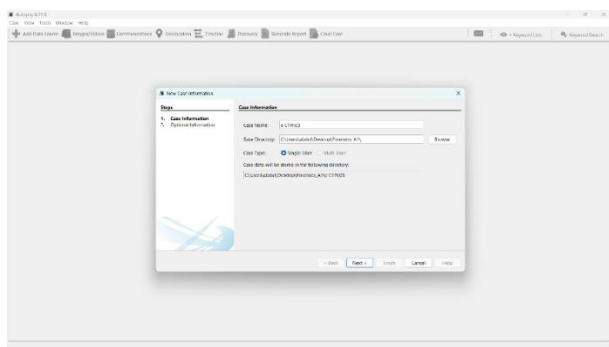 Autopsy 4.21.0
Case View Tools Window Help
Add Data Source Images/Videos Communications Geolocation Timeline Discovery Generate Report Close Case Keyword Lists Keyword Search
New Case Information
Steps
1. Case Information
2. Optional Information
Case Information
Case Name:
Base Directory: Browse
Case Type: Single-User Multi-User
Case data will be stored in the following directory:
< Back Next > Finish Cancel Help